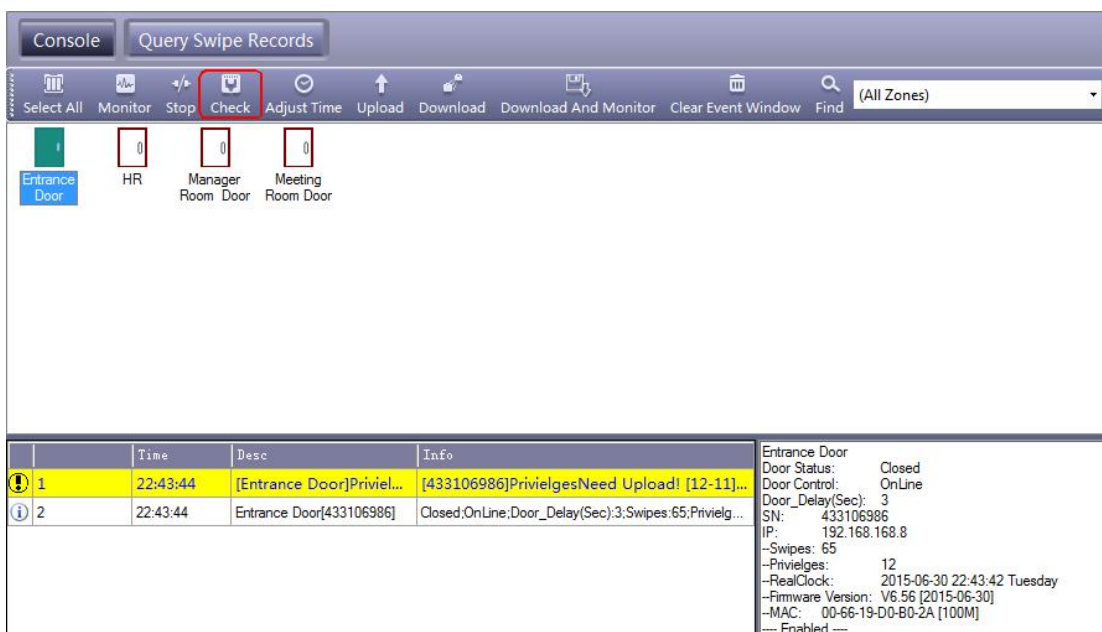 Console Query Swipe Records
Select All Monitor Stop Check Adjust Time Upload Download Download And Monitor Clear Event Window Find (All Zones)
Entrance Door
HR
Manager Room Door
Meeting Room Door
Time Desc Info
1 22:43:44 [Entrance Door]Priviel... [433106986]PrivielgesNeed Upload! [12-11]...
2 22:43:44 Entrance Door[433106986] Closed;OnLine;Door_Delay(Sec):3;Swipes:65;Privielg...
Entrance Door
Door Status: Closed
Door Control: OnLine
Door_Delay(Sec): 3
SN: 433106986
IP: 192.168.168.8
--Swipes: 65
--Privielges: 12
--RealClock: 2015-06-30 22:43:42 Tuesday
--Firmware Version: V6.56 [2015-06-30]
--MAC: 00-66-19-D0-B0-2A [100M]
---- Enabled ----